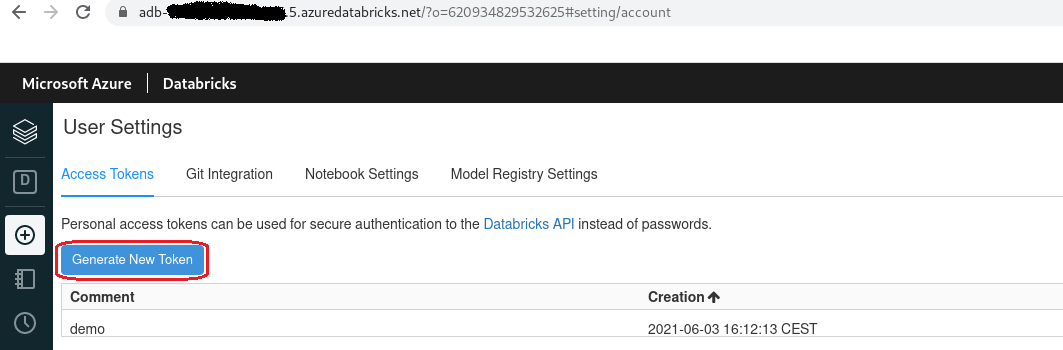 adb- .5.azuredatabricks.net/?o=620934829532625#setting/account
Microsoft Azure Databricks
User Settings
D
Access Tokens Git Integration Notebook Settings Model Registry Settings
Personal access tokens can be used for secure authentication to the Databricks API instead of passwords.
Generate New Token
Comment Creation
demo 2021-06-03 16:12:13 CEST